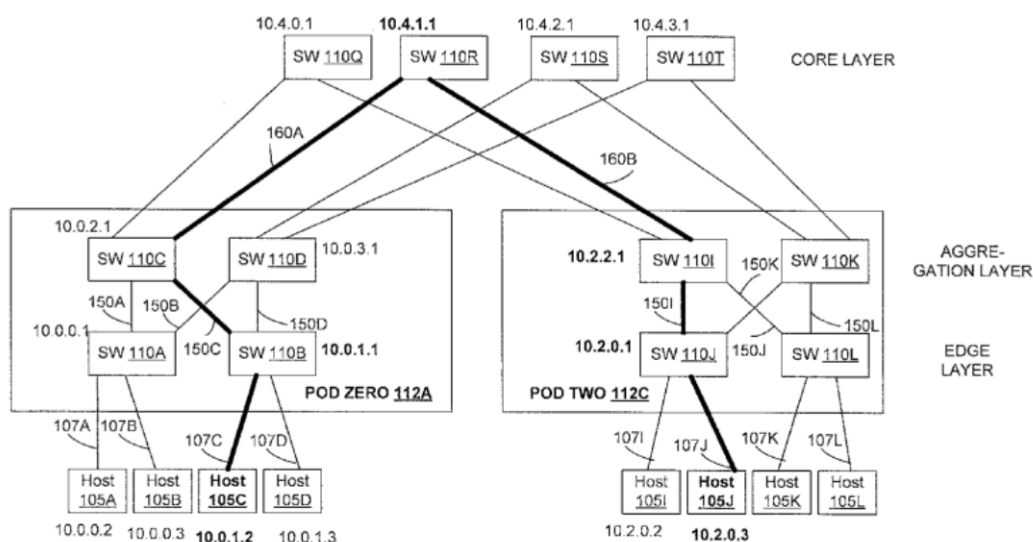 10.4.0.1 10.4.1.1 10.4.2.1 10.4.3.1
SW 110Q SW 110R SW 110S SW 110T CORE LAYER
160A 160B
10.0.2.1
SW 110C SW 110D 10.0.3.1 10.2.2.1 SW 110I 150K SW 110K AGGRE-
GATION LAYER
150A 150B 150I
10.0.0.1 150C 150D 150J 150L
SW 110A SW 110B 10.0.1.1 10.2.0.1 SW 110J SW 110L EDGE
LAYER
POD ZERO 112A POD TWO 112C
107A 107B 107C 107D 107I 107J 107K 107L
Host Host Host Host Host Host Host Host
105A 105B 105C 105D 105I 105J 105K 105L
10.0.0.2 10.0.0.3 10.0.1.2 10.0.1.3 10.2.0.2 10.2.0.3